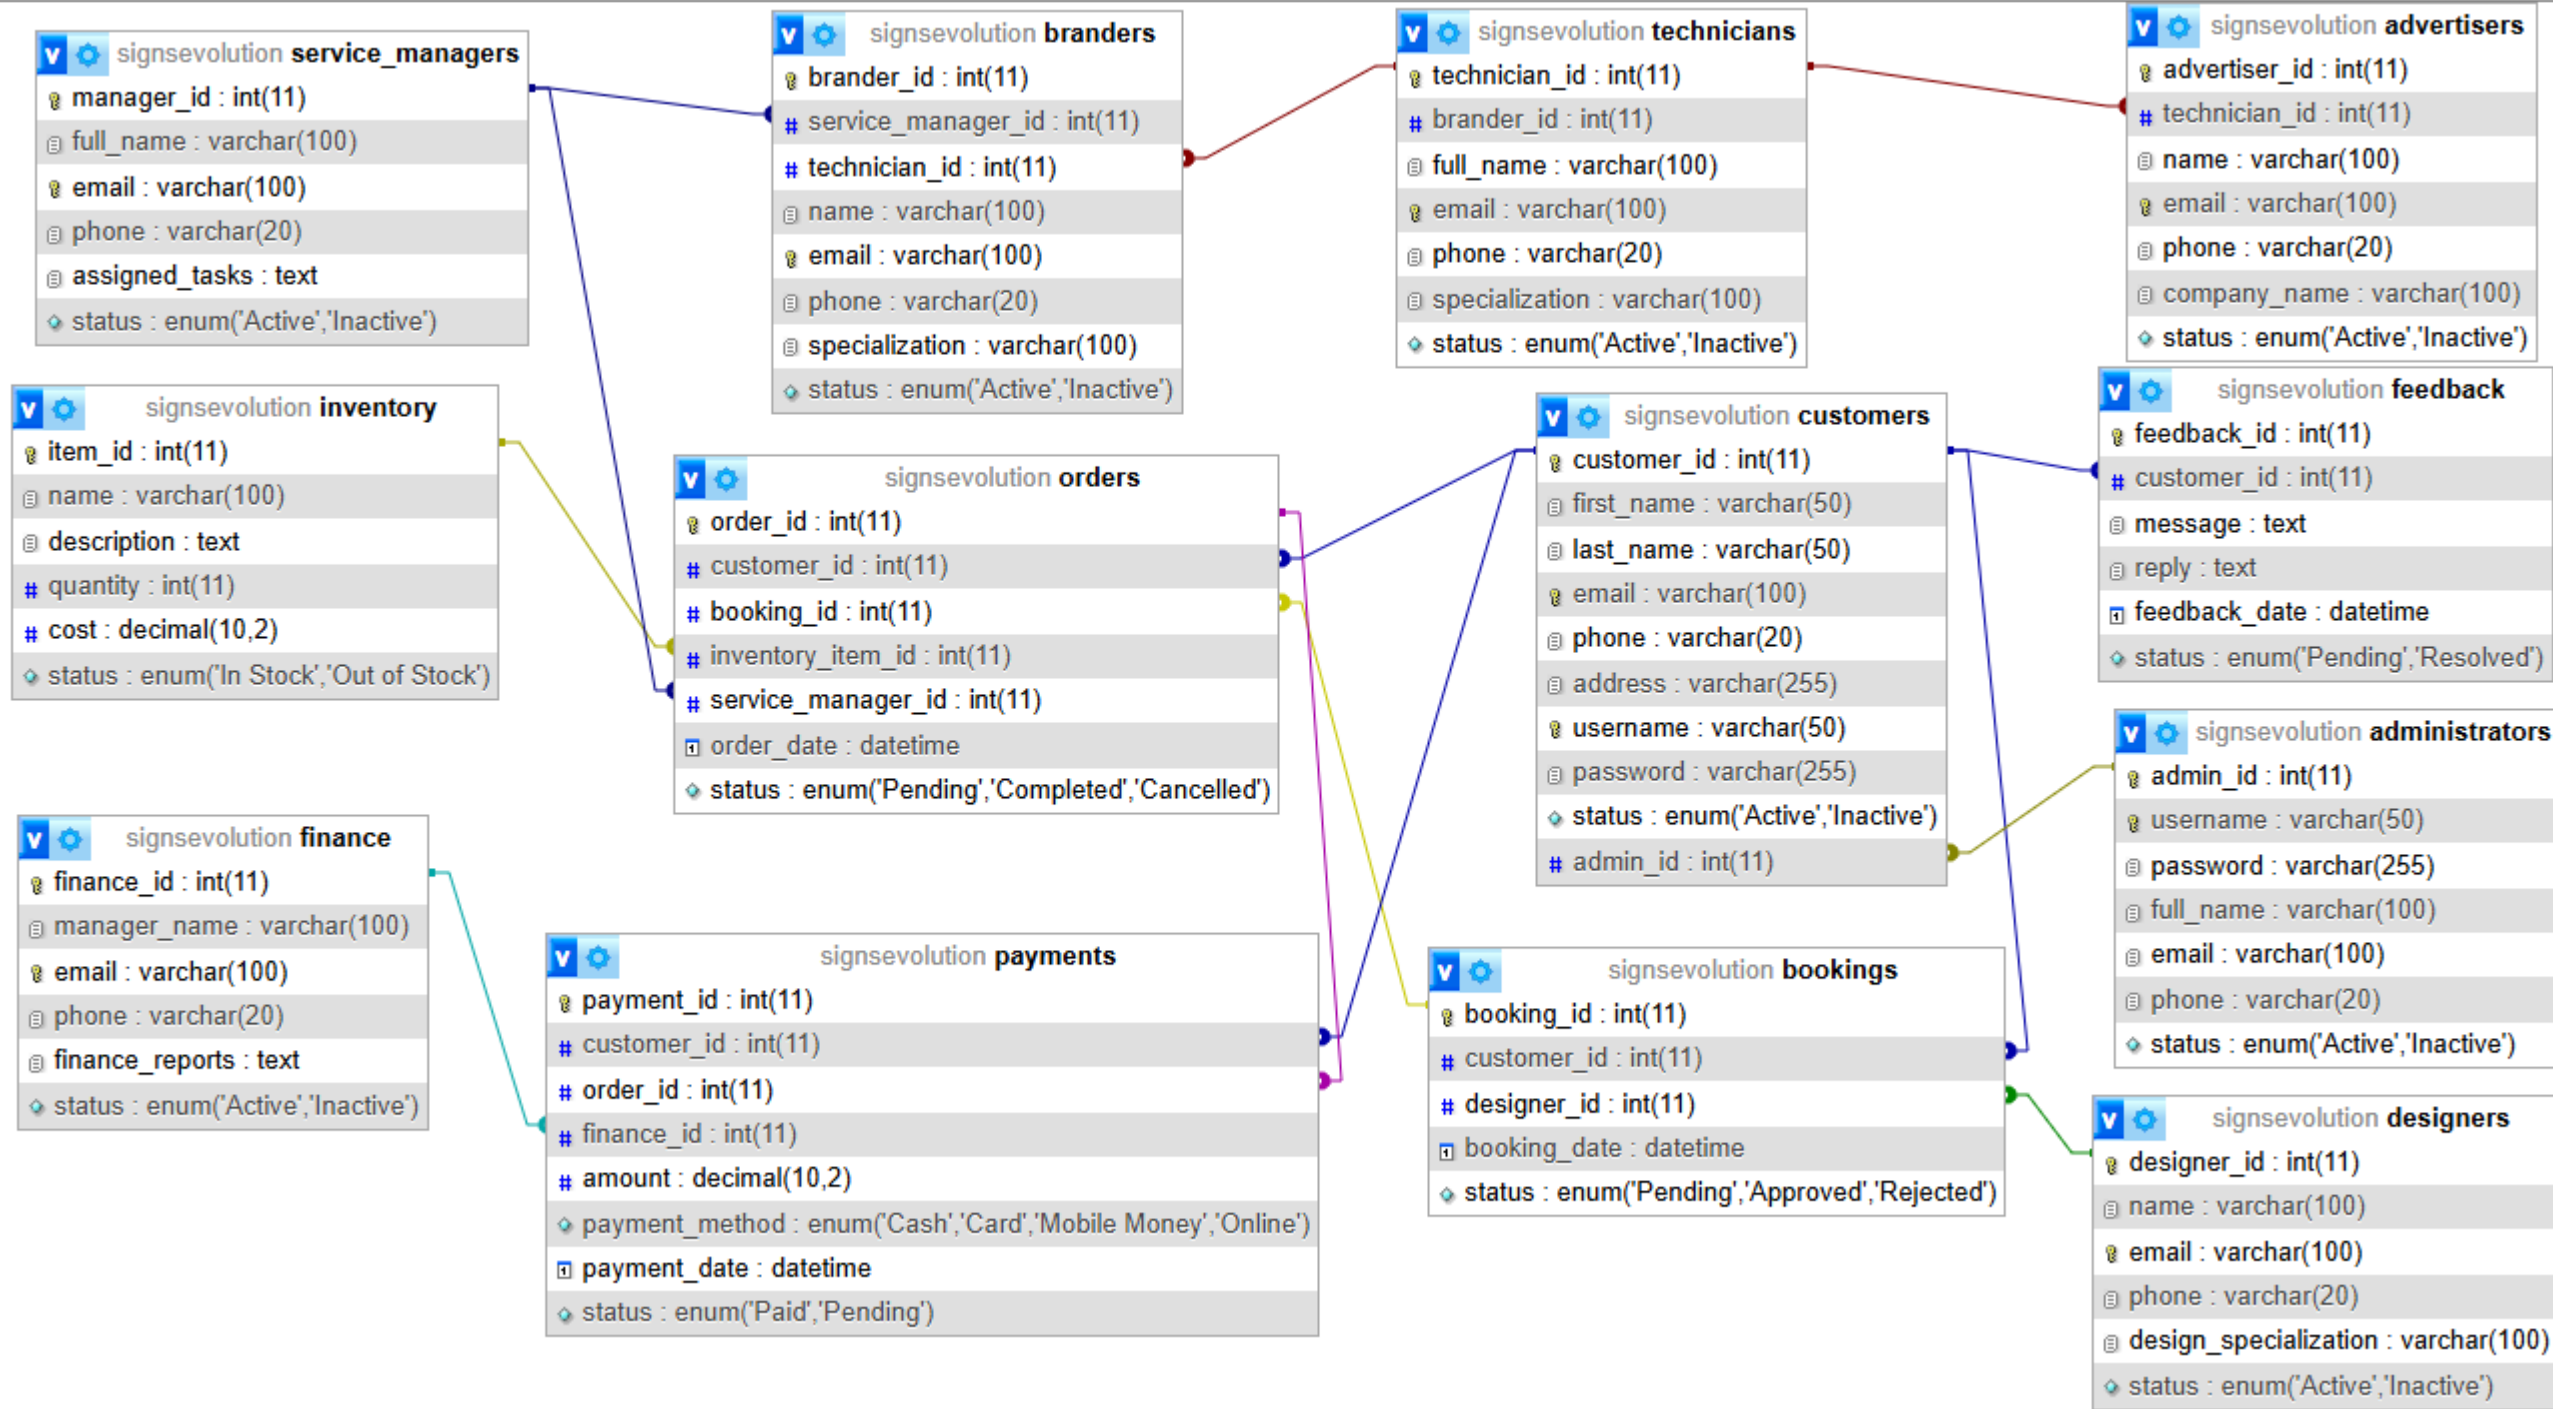 signsevolution service_managers
manager_id : int(11)
full_name : varchar(100)
email : varchar(100)
phone : varchar(20)
assigned_tasks : text
status : enum('Active','Inactive')
signsevolution branders
brander_id : int(11)
service_manager_id : int(11)
technician_id : int(11)
name : varchar(100)
email : varchar(100)
phone : varchar(20)
specialization : varchar(100)
status : enum('Active','Inactive')
signsevolution technicians
technician_id : int(11)
brander_id : int(11)
full_name : varchar(100)
email : varchar(100)
phone : varchar(20)
specialization : varchar(100)
status : enum('Active','Inactive')
signsevolution advertisers
advertiser_id : int(11)
technician_id : int(11)
name : varchar(100)
email : varchar(100)
phone : varchar(20)
company_name : varchar(100)
status : enum('Active','Inactive')
signsevolution inventory
item_id : int(11)
name : varchar(100)
description : text
quantity : int(11)
cost : decimal(10,2)
status : enum('In Stock','Out of Stock')
signsevolution orders
order_id : int(11)
customer_id : int(11)
booking_id : int(11)
inventory_item_id : int(11)
service_manager_id : int(11)
order_date : datetime
status : enum('Pending','Completed','Cancelled')
signsevolution customers
customer_id : int(11)
first_name : varchar(50)
last_name : varchar(50)
email : varchar(100)
phone : varchar(20)
address : varchar(255)
username : varchar(50)
password : varchar(255)
status : enum('Active','Inactive')
admin_id : int(11)
signsevolution feedback
feedback_id : int(11)
customer_id : int(11)
message : text
reply : text
feedback_date : datetime
status : enum('Pending','Resolved')
signsevolution administrators
admin_id : int(11)
username : varchar(50)
password : varchar(255)
full_name : varchar(100)
email : varchar(100)
phone : varchar(20)
status : enum('Active','Inactive')
signsevolution finance
finance_id : int(11)
manager_name : varchar(100)
email : varchar(100)
phone : varchar(20)
finance_reports : text
status : enum('Active','Inactive')
signsevolution payments
payment_id : int(11)
customer_id : int(11)
order_id : int(11)
finance_id : int(11)
amount : decimal(10,2)
payment_method : enum('Cash','Card','Mobile Money','Online')
payment_date : datetime
status : enum('Paid','Pending')
signsevolution bookings
booking_id : int(11)
customer_id : int(11)
designer_id : int(11)
booking_date : datetime
status : enum('Pending','Approved','Rejected')
signsevolution designers
designer_id : int(11)
name : varchar(100)
email : varchar(100)
phone : varchar(20)
design_specialization : varchar(100)
status : enum('Active','Inactive')